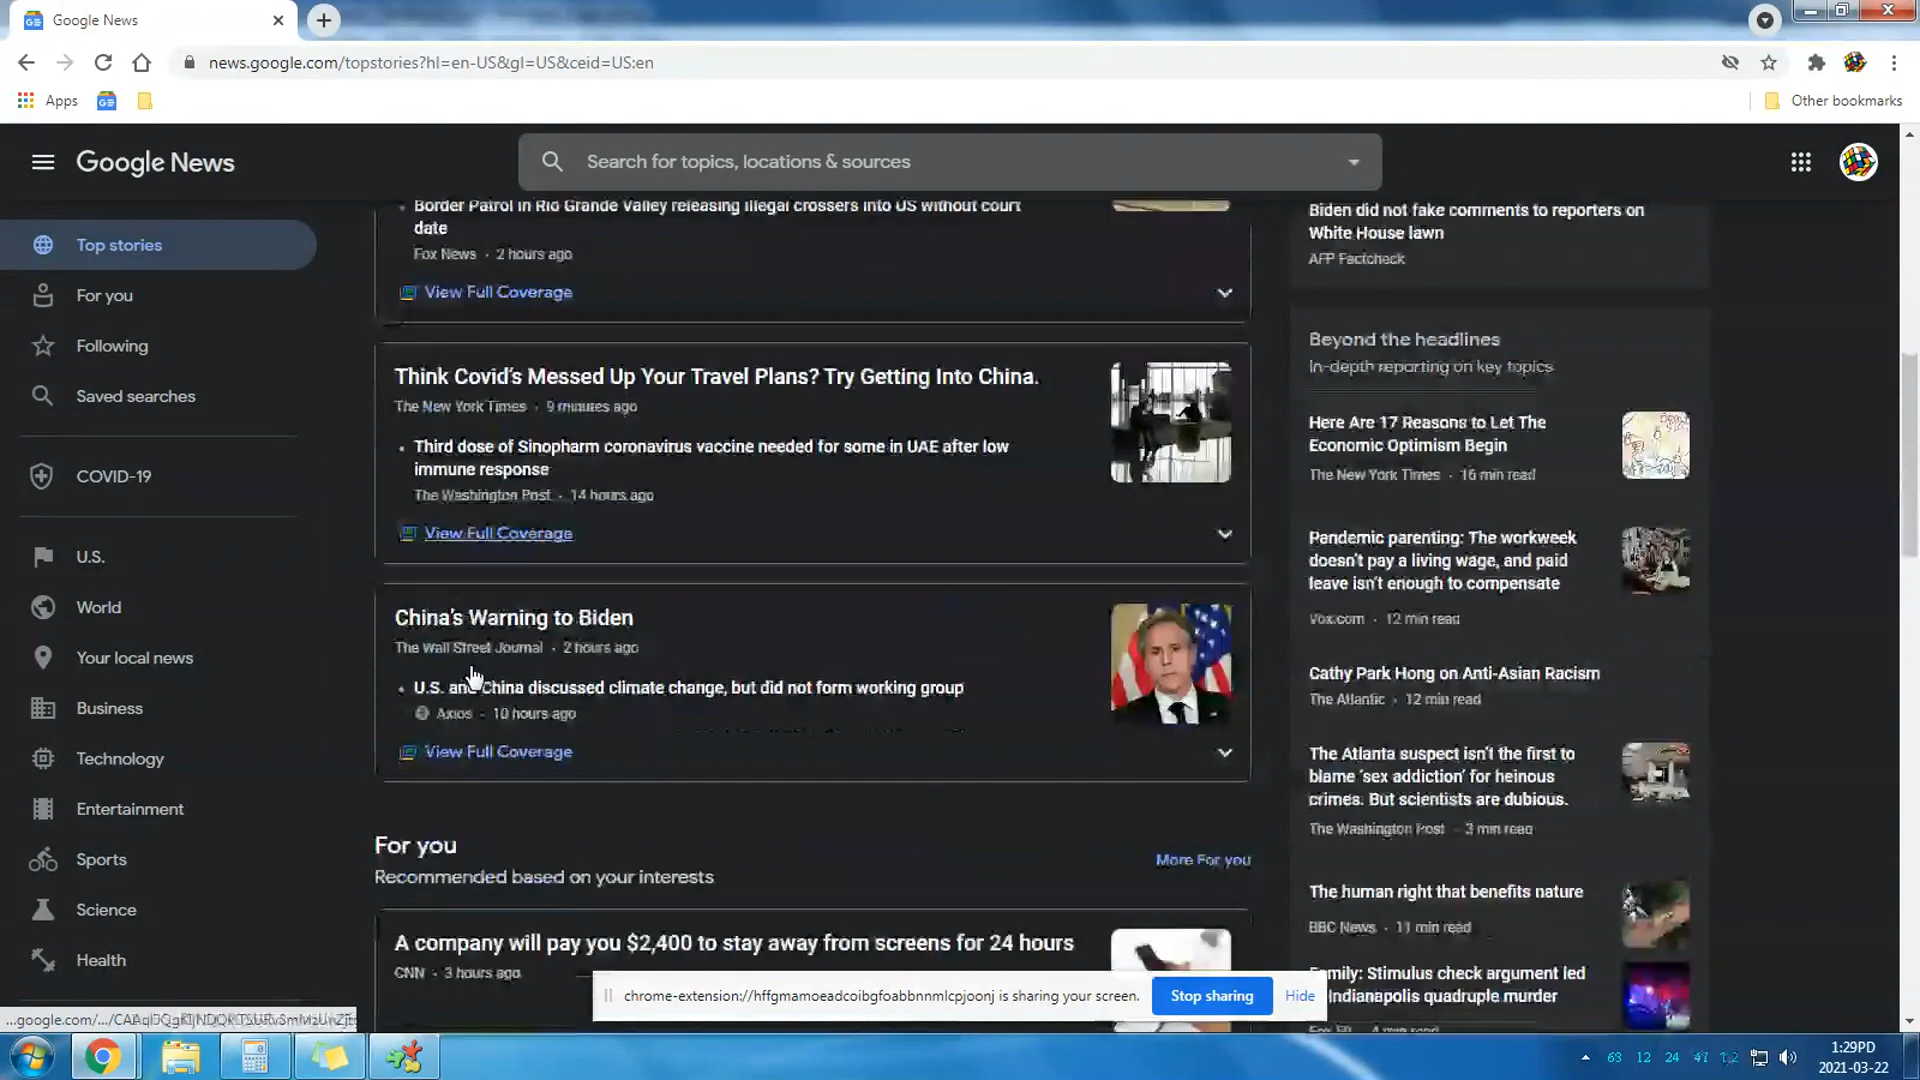 Google News
news.google.com/topstories?hl=en-US&gl=US&ceid=US:en
Apps
Other bookmarks
Google News
Search for topics, locations & sources
Top stories
For you
Following
Saved searches
COVID-19
U.S.
World
Your local news
Business
Technology
Entertainment
Sports
Science
Health
Border Patrol in Rio Grande Valley releasing illegal crossers into US without court
date
Fox News · 2 hours ago
View Full Coverage
Think Covid's Messed Up Your Travel Plans? Try Getting Into China.
The New York Times · 9 minutes ago
Third dose of Sinopharm coronavirus vaccine needed for some in UAE after low
immune response
The Washington Post · 14 hours ago
View Full Coverage
China's Warning to Biden
The Wall Street Journal · 2 hours ago
U.S. and China discussed climate change, but did not form working group
Axios · 10 hours ago
View Full Coverage
For you
More For you
Recommended based on your interests
A company will pay you $2,400 to stay away from screens for 24 hours
CNN · 3 hours ago
Biden did not fake comments to reporters on
White House lawn
AFP Factcheck
Beyond the headlines
In-depth reporting on key topics
Here Are 17 Reasons to Let The
Economic Optimism Begin
The New York Times · 16 min read
Pandemic parenting: The workweek
doesn't pay a living wage, and paid
leave isn't enough to compensate
Vox.com · 12 min read
Cathy Park Hong on Anti-Asian Racism
The Atlantic · 12 min read
The Atlanta suspect isn't the first to
blame 'sex addiction' for heinous
crimes. But scientists are dubious.
The Washington Post · 3 min read
The human right that benefits nature
BBC News · 11 min read
Family: Stimulus check argument led
Indianapolis quadruple murder
chrome-extension://hffgmamoeadcoibgfoabbnnmlcpjoonj is sharing your screen.
Stop sharing
Hide
63 12 24 41
1:29PD
2021-03-22